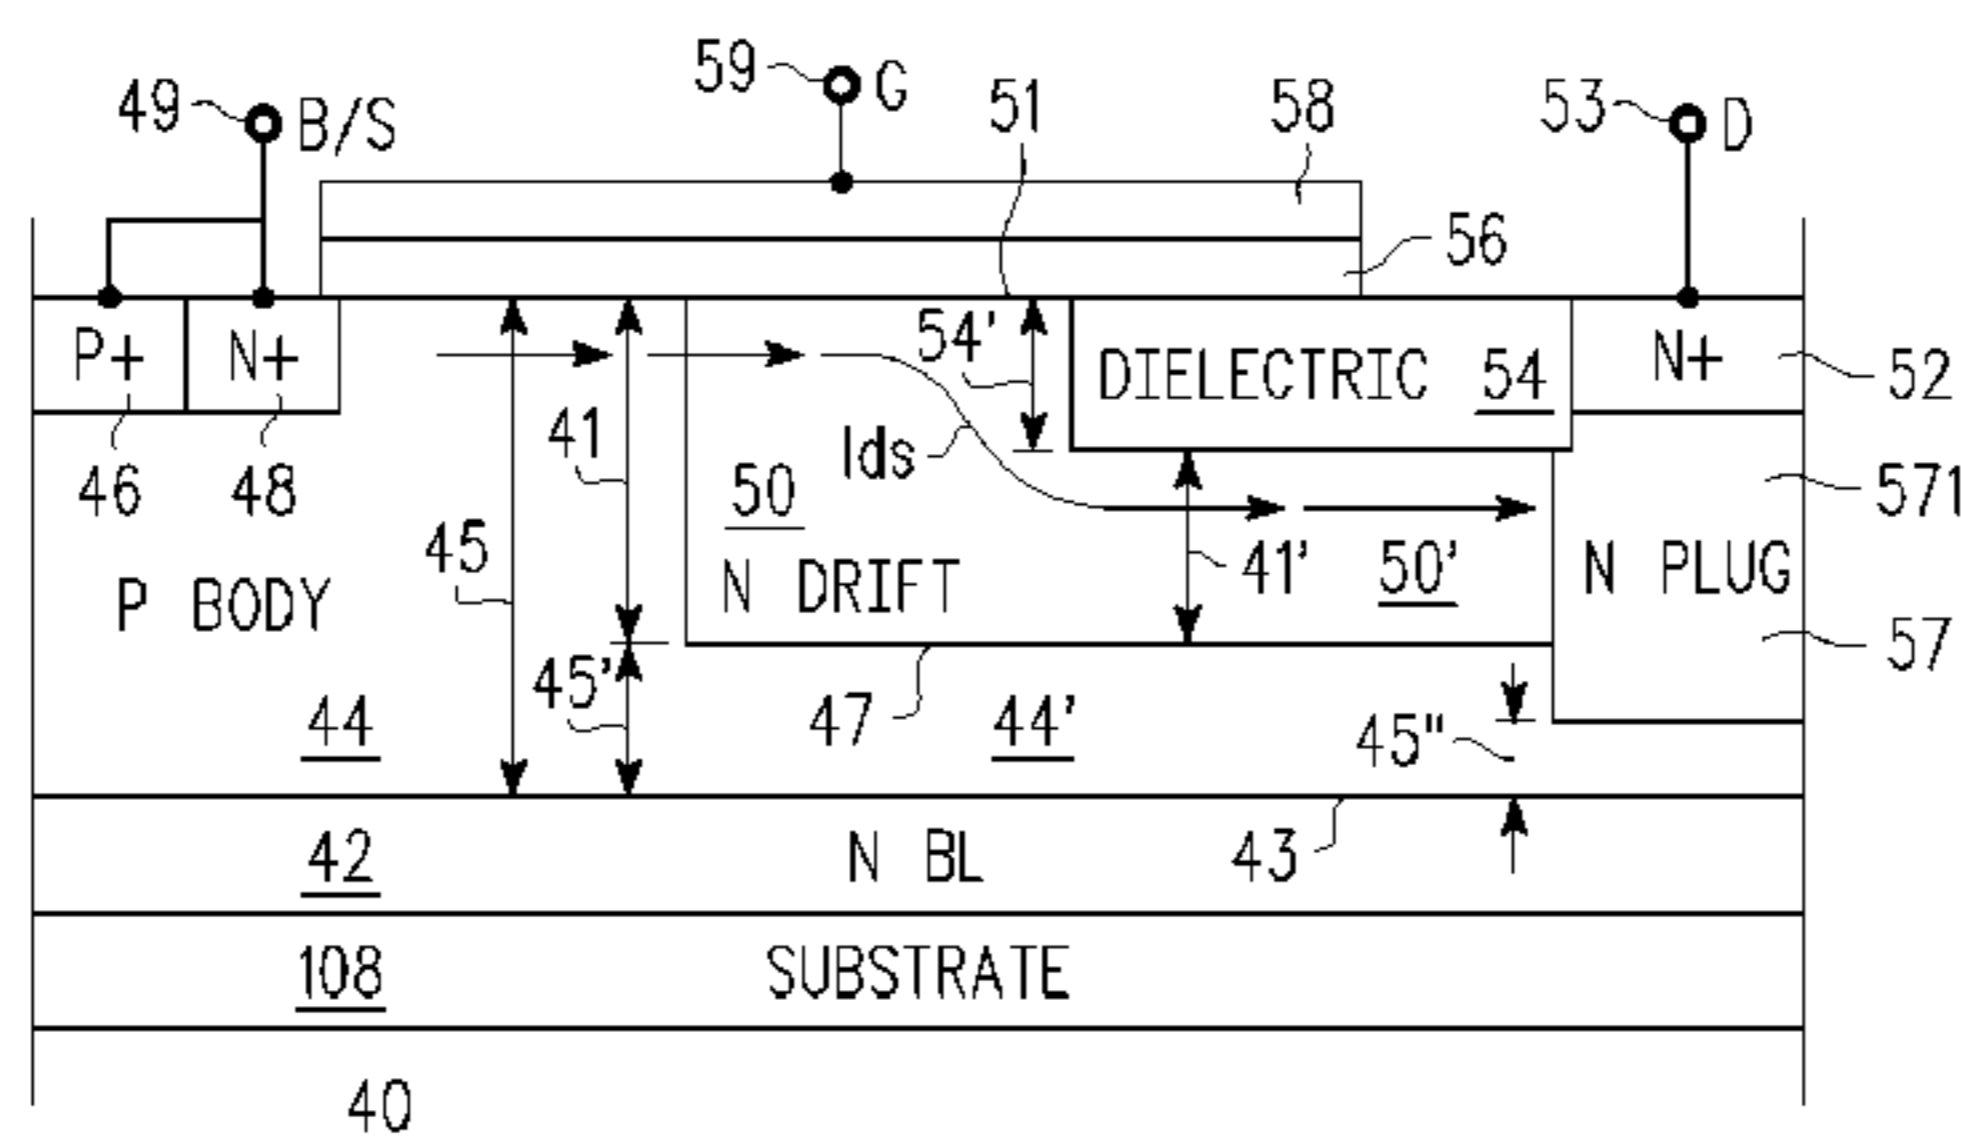 59 G
49 B/S
51
58
53 D
56
P+
N+
54'
DIELECTRIC 54
N+
52
41
Ids
46
48
50
571
45
41'
50'
N PLUG
P BODY
N DRIFT
57
45'
44
47
44'
45"
42
N BL
43
108
SUBSTRATE
40